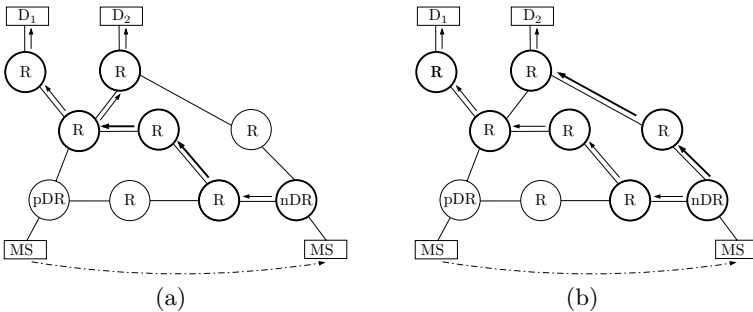 D₁ D₂ D₁ D₂
R R R R
R R R R R R
pDR R R nDR pDR R R nDR
MS MS MS MS
(a) (b)